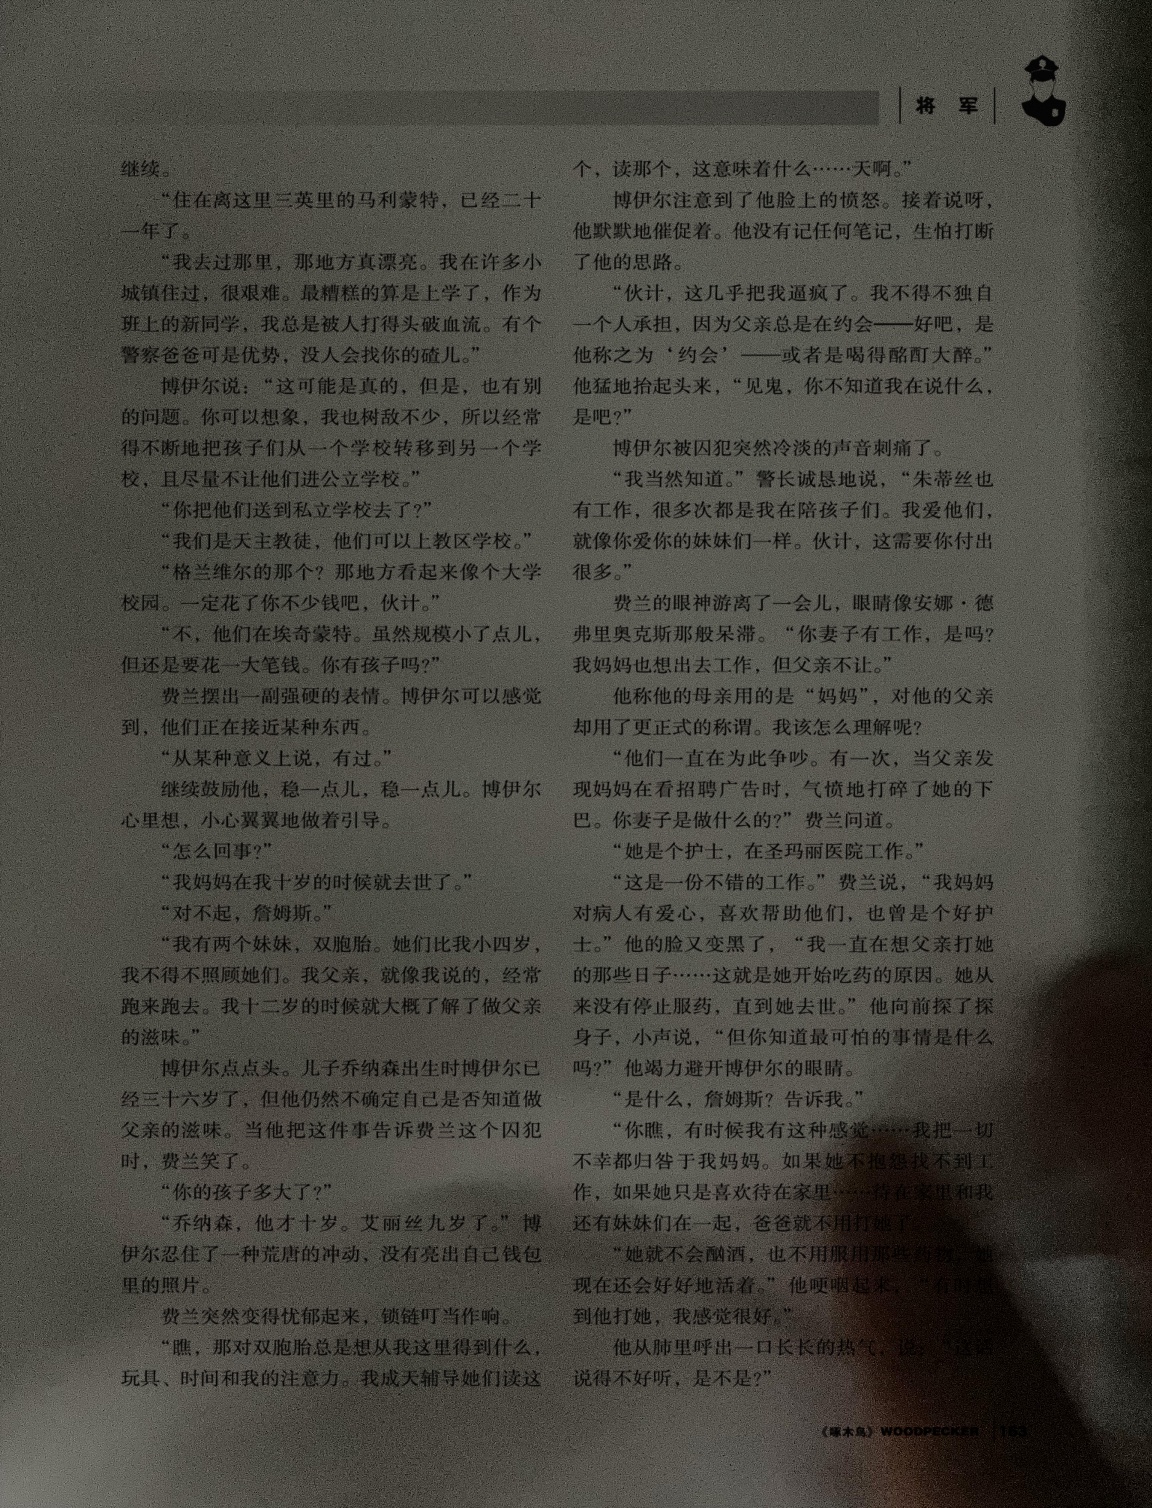 将 军
继续。
“住在离这里三英里的马利蒙特，已经二十
一年了。
“我去过那里，那地方真漂亮。我在许多小
城镇住过，很艰难。最糟糕的算是上学了，作为
班上的新同学，我总是被人打得头破血流。有个
警察爸爸可是优势，没人会找你的碴儿。”
博伊尔说：“这可能是真的，但是，也有别
的问题。你可以想象，我也树敌不少，所以经常
得不断地把孩子们从一个学校转移到另一个学
校，且尽量不让他们进公立学校。”
“你把他们送到私立学校去了？”
“我们是天主教徒，他们可以上教区学校。”
“格兰维尔的那个？那地方看起来像个大学
校园。一定花了你不少钱吧，伙计。”
“不，他们在埃奇蒙特。虽然规模小了点儿，
但还是要花一大笔钱。你有孩子吗？”
费兰摆出一副强硬的表情。博伊尔可以感觉
到，他们正在接近某种东西。
“从某种意义上说，有过。”
继续鼓励他，稳一点儿，稳一点儿。博伊尔
心里想，小心翼翼地做着引导。
“怎么回事？”
“我妈妈在我十岁的时候就去世了。”
“对不起，詹姆斯。”
“我有两个妹妹，双胞胎。她们比我小四岁，
我不得不照顾她们。我父亲，就像我说的，经常
跑来跑去。我十二岁的时候就大概了解了做父亲
的滋味。”
博伊尔点点头。儿子乔纳森出生时博伊尔已
经三十六岁了，但他仍然不确定自己是否知道做
父亲的滋味。当他把这件事告诉费兰这个囚犯
时，费兰笑了。
“你的孩子多大了？”
“乔纳森，他才十岁。艾丽丝九岁了。”博
伊尔忍住了一种荒唐的冲动、没有亮出自己钱包
里的照片。
费兰突然变得忧郁起来，锁链叮当作响。
“瞧，那对双胞胎总是想从我这里得到什么，
玩具、时间和我的注意力。我成天辅导她们读这
个，读那个，这意味着什么……天啊。”
博伊尔注意到了他脸上的愤怒。接着说呀，
他默默地催促着。他没有记任何笔记，生怕打断
了他的思路。
“伙计，这几乎把我逼疯了。我不得不独自
一个人承担，因为父亲总是在约会——好吧，是
他称之为‘约会’——或者是喝得酩酊大醉。”
他猛地抬起头来，“见鬼，你不知道我在说什么，
是吧？”
博伊尔被囚犯突然冷淡的声音刺痛了。
“我当然知道。”警长诚恳地说，“朱蒂丝也
有工作，很多次都是我在陪孩子们。我爱他们，
就像你爱你的妹妹们一样。伙计，这需要你付出
很多。”
费兰的眼神游离了一会儿，眼睛像安娜·德
弗里奥克斯那般呆滞。“你妻子有工作，是吗？
我妈妈也想出去工作，但父亲不让。”
他称他的母亲用的是“妈妈”，对他的父亲
却用了更正式的称谓。我该怎么理解呢？
“他们一直在为此争吵。有一次，当父亲发
现妈妈在看招聘广告时，气愤地打碎了她的下
巴。你妻子是做什么的？”费兰问道。
“她是个护士，在圣玛丽医院工作。”
“这是一份不错的工作。”费兰说，“我妈妈
对病人有爱心，喜欢帮助他们，也曾是个好护
士。”他的脸又变黑了，“我一直在想父亲打她
的那些日子……这就是她开始吃药的原因。她从
来没有停止服药，直到她去世。”他向前探了探
身子，小声说，“但你知道最可怕的事情是什么
吗？”他竭力避开博伊尔的眼睛。
“是什么，詹姆斯？告诉我。”
“你瞧，有时候我有这种感觉……我把一切
不幸都归咎于我妈妈。如果她不抱怨找不到工
作，如果她只是喜欢待在家里……待在家里和我
还有妹妹们在一起，爸爸就不用打她了
“她就不会酗酒，也不用服用那些药
现在还会好好地活着。”他哽咽起来，“有时想
到他打她，我感觉很好。”
他从肺里呼出一口长长的热气，说：“这话
说得不好听，是不是？”
《啄木鸟》WOODPECKER 163